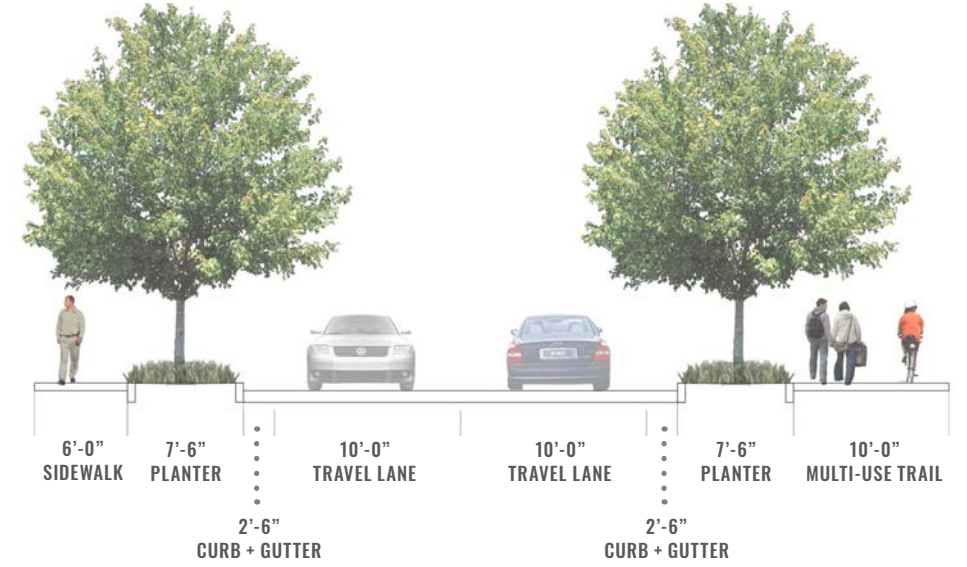 6’-0”
SIDEWALK
7’-6”
PLANTER
10’-0”
TRAVEL LANE
10’-0”
TRAVEL LANE
7’-6”
PLANTER
10’-0”
MULTI-USE TRAIL
2’-6”
CURB + GUTTER
2’-6”
CURB + GUTTER